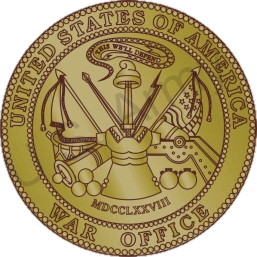 UNITED STATES OF AMERICA
THIS WE'LL DEFEND
MDCCLXXVIII
WAR OFFICE